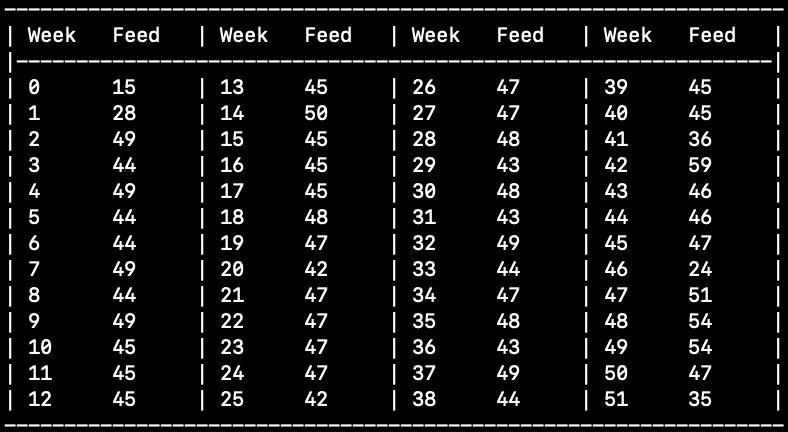 | Week Feed | Week Feed | Week Feed | Week Feed |
| 0 15 | 13 45 | 26 47 | 39 45 |
| 1 28 | 14 50 | 27 47 | 40 45 |
| 2 49 | 15 45 | 28 48 | 41 36 |
| 3 44 | 16 45 | 29 43 | 42 59 |
| 4 49 | 17 45 | 30 48 | 43 46 |
| 5 44 | 18 48 | 31 43 | 44 46 |
| 6 44 | 19 47 | 32 49 | 45 47 |
| 7 49 | 20 42 | 33 44 | 46 24 |
| 8 44 | 21 47 | 34 47 | 47 51 |
| 9 49 | 22 47 | 35 48 | 48 54 |
| 10 45 | 23 47 | 36 43 | 49 54 |
| 11 45 | 24 47 | 37 49 | 50 47 |
| 12 45 | 25 42 | 38 44 | 51 35 |